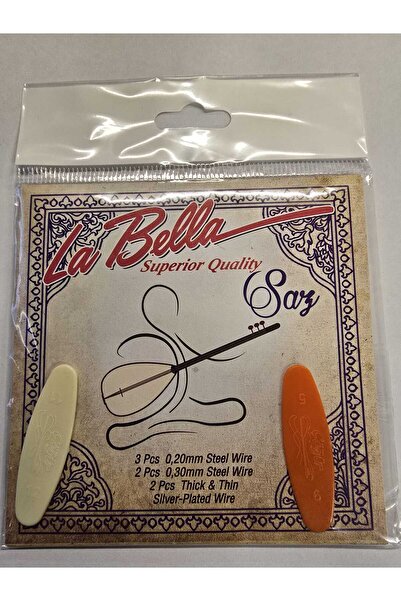 La Bella
Superior Quality
Saz
3 Pcs 0,20mm Steel Wire
2 Pcs 0,30mm Steel Wire
2 Pcs Thick & Thin
Silver-Plated Wire
5